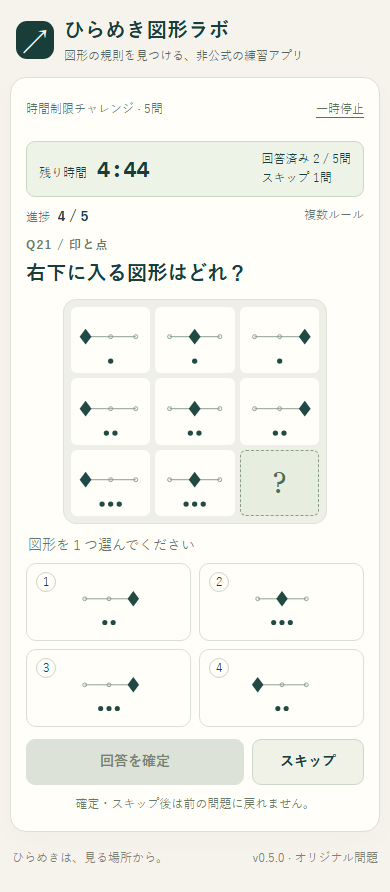 ひらめき図形ラボ
図形の規則を見つける、非公式の練習アプリ
時間制限チャレンジ · 5問
一時停止
残り時間 4:44
回答済み 2 / 5問
スキップ 1問
進捗 4 / 5
複数ルール
Q21 / 印と点
右下に入る図形はどれ？
?
図形を1つ選んでください
1
2
3
4
回答を確定
スキップ
確定・スキップ後は前の問題に戻れません。
ひらめきは、見る場所から。
v0.5.0 · オリジナル問題